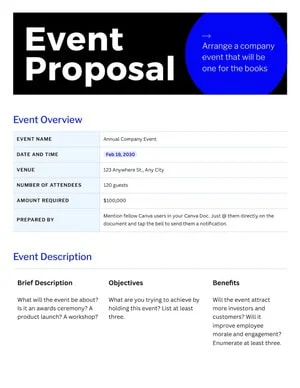 Event
Proposal
→
Arrange a company
event that will be
one for the books
Event Overview
EVENT NAME
Annual Company Event
DATE AND TIME
Feb 18, 2030
VENUE
123 Anywhere St., Any City
NUMBER OF ATTENDEES
120 guests
AMOUNT REQUIRED
$100,000
PREPARED BY
Mention fellow Canva users in your Canva Doc. Just @ them directly on the
document and tap the bell to send them a notification.
Event Description
Brief Description
What will the event be about?
Is it an awards ceremony? A
product launch? A workshop?
Objectives
What are you trying to achieve by
holding this event? List at least
three.
Benefits
Will the event attract
more investors and
customers? Will it
improve employee
morale and engagement?
Enumerate at least three.